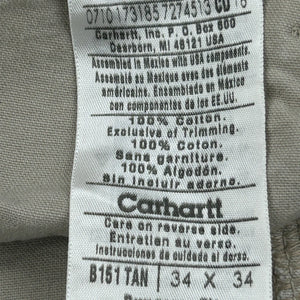 0710 173185 7274513 CD 16
Carhartt, Inc. P. O. Box 600
Dearborn, MI 48121 USA
Assembled in Mexico with USA components.
Assemblé au Mexique avec des éléments
américains. Ensamblado en México
con componentes de los EE.UU.
100% Cotton.
Exclusive of Trimming.
100% Coton.
Sans garniture.
100% Algodón.
Sin incluir adorno.
Carhartt
Care on reverse side.
Entretien au verso.
Instrucciones de cuidado al dorso.
B151 TAN 34 X 34